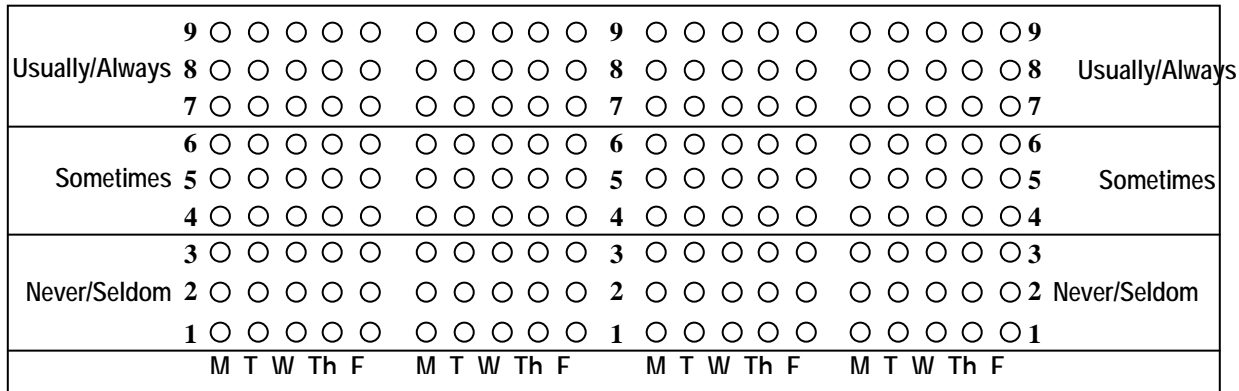 9 ○ ○ ○ ○ ○ ○ ○ ○ ○ ○ 9 ○ ○ ○ ○ ○ ○ ○ ○ ○ ○ 9
Usually/Always 8 ○ ○ ○ ○ ○ ○ ○ ○ ○ ○ 8 ○ ○ ○ ○ ○ ○ ○ ○ ○ ○ 8 Usually/Always
7 ○ ○ ○ ○ ○ ○ ○ ○ ○ ○ 7 ○ ○ ○ ○ ○ ○ ○ ○ ○ ○ 7
6 ○ ○ ○ ○ ○ ○ ○ ○ ○ ○ 6 ○ ○ ○ ○ ○ ○ ○ ○ ○ ○ 6
Sometimes 5 ○ ○ ○ ○ ○ ○ ○ ○ ○ ○ 5 ○ ○ ○ ○ ○ ○ ○ ○ ○ ○ 5 Sometimes
4 ○ ○ ○ ○ ○ ○ ○ ○ ○ ○ 4 ○ ○ ○ ○ ○ ○ ○ ○ ○ ○ 4
3 ○ ○ ○ ○ ○ ○ ○ ○ ○ ○ 3 ○ ○ ○ ○ ○ ○ ○ ○ ○ ○ 3
Never/Seldom 2 ○ ○ ○ ○ ○ ○ ○ ○ ○ ○ 2 ○ ○ ○ ○ ○ ○ ○ ○ ○ ○ 2 Never/Seldom
1 ○ ○ ○ ○ ○ ○ ○ ○ ○ ○ 1 ○ ○ ○ ○ ○ ○ ○ ○ ○ ○ 1
M T W Th F M T W Th F M T W Th F M T W Th F